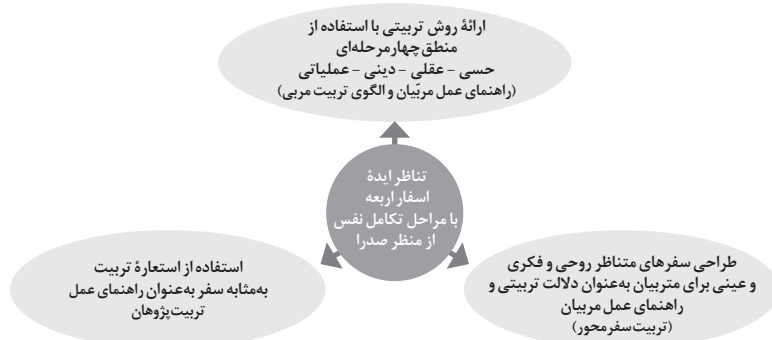 ارائهٔ روش تربیتی با استفاده از
منطق چهارمرحله‌ای
حسی - عقلی - دینی - عملیاتی
(راهنمای عمل مربّیان و الگوی تربیت مربی)
تناظر ایدهٔ
اسفار اربعه
با مراحل تکامل نفس
از منظر صدرا
طراحی سفرهای متناظر روحی و فکری
و عینی برای متربیان به‌عنوان دلالت تربیتی و
راهنمای عمل مربیان
(تربیت سفرمحور)
استفاده از استعارهٔ تربیت
به‌مثابه سفر به‌عنوان راهنمای عمل
تربیت‌پژوهان